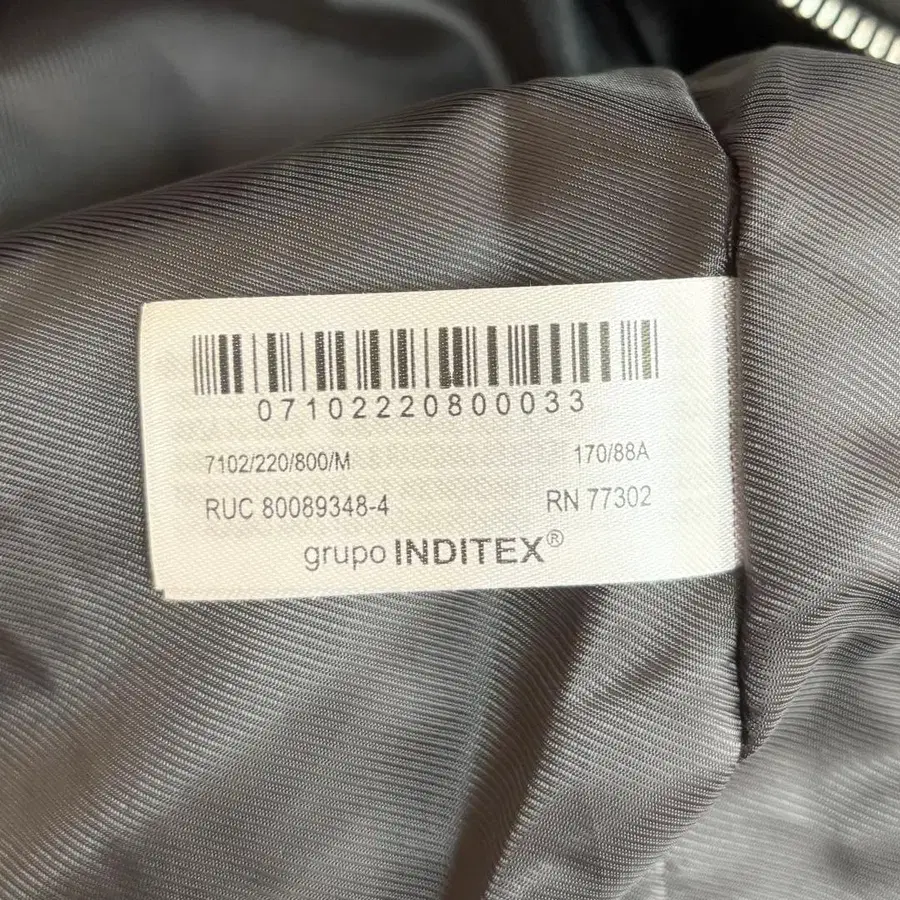 07102220800033
7102/220/800/M 170/88A
RUC 80089348-4 RN 77302
grupo INDITEX®